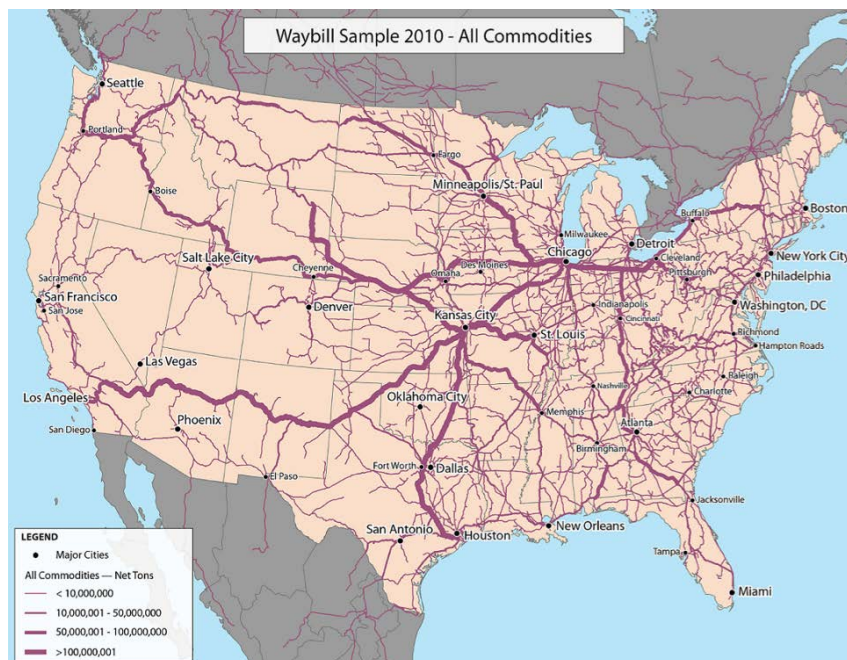 Waybill Sample 2010 - All Commodities
Seattle
Portland
Fargo
Minneapolis/St. Paul
Boise
Milwaukee
Buffalo
Boston
Detroit
Chicago
Cleveland
New York City
Salt Lake City
Cheyenne
Omaha
Des Moines
Pittsburgh
Philadelphia
Sacramento
San Francisco
San Jose
Denver
Kansas City
Indianapolis
Cincinnati
Washington, DC
St. Louis
Richmond
Hampton Roads
Las Vegas
Nashville
Raleigh
Los Angeles
Oklahoma City
Memphis
Charlotte
Phoenix
San Diego
Atlanta
Birmingham
Fort Worth
Dallas
El Paso
Jacksonville
San Antonio
Houston
New Orleans
Tampa
Miami
LEGEND
Major Cities
All Commodities — Net Tons
< 10,000,000
10,000,001 - 50,000,000
50,000,001 - 100,000,000
>100,000,001